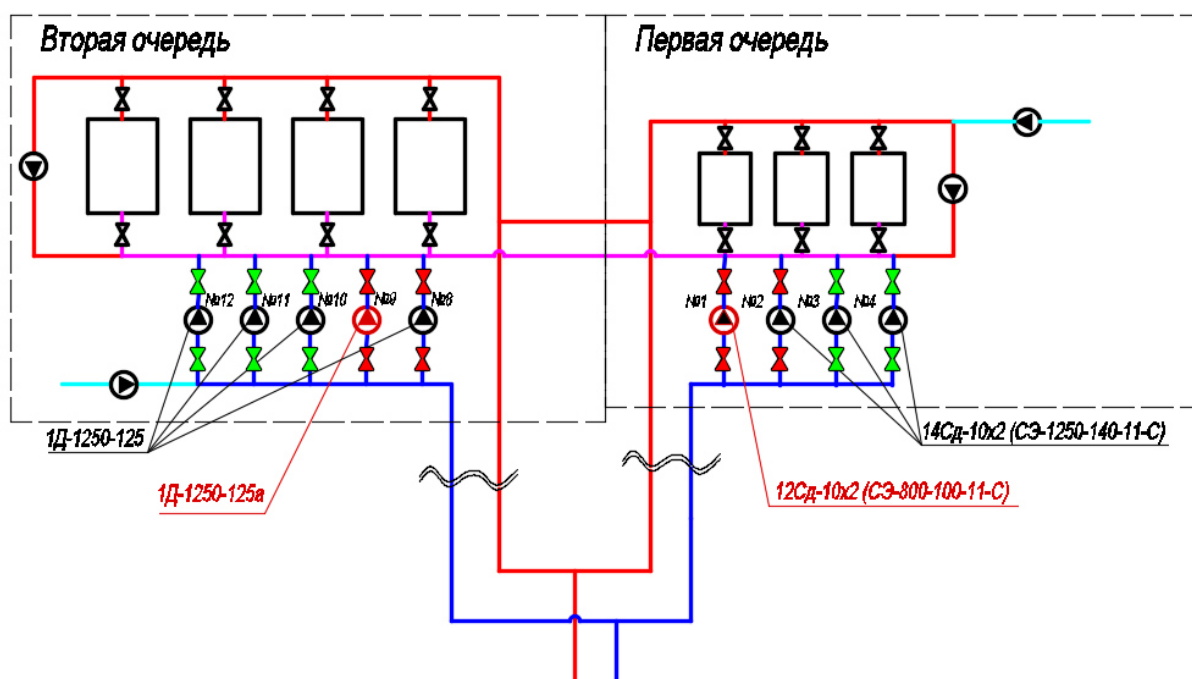 Вторая очередь
Первая очередь
№12
№11
№10
№9
№8
№1
№2
№3
№4
1Д-1250-125
1Д-1250-125а
14Сд-10х2 (СЭ-1250-140-11-С)
12Сд-10х2 (СЭ-800-100-11-С)